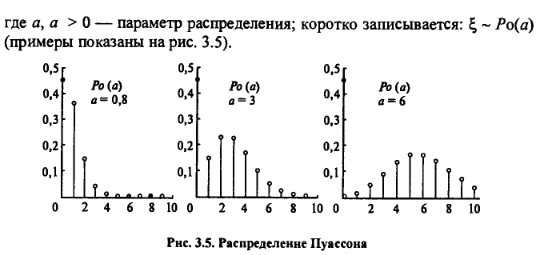 где a, a > 0 — параметр распределения; коротко записывается: ξ ~ Po(a)
(примеры показаны на рис. 3.5).
0,5
0,4
0,3
0,2
0,1
Po (a)
a = 0,8
0 2 4 6 8 10
0,5
0,4
0,3
0,2
0,1
Po (a)
a = 3
0 2 4 6 8 10
0,5
0,4
0,3
0,2
0,1
Po (a)
a = 6
0 2 4 6 8 10
Рис. 3.5. Распределение Пуассона